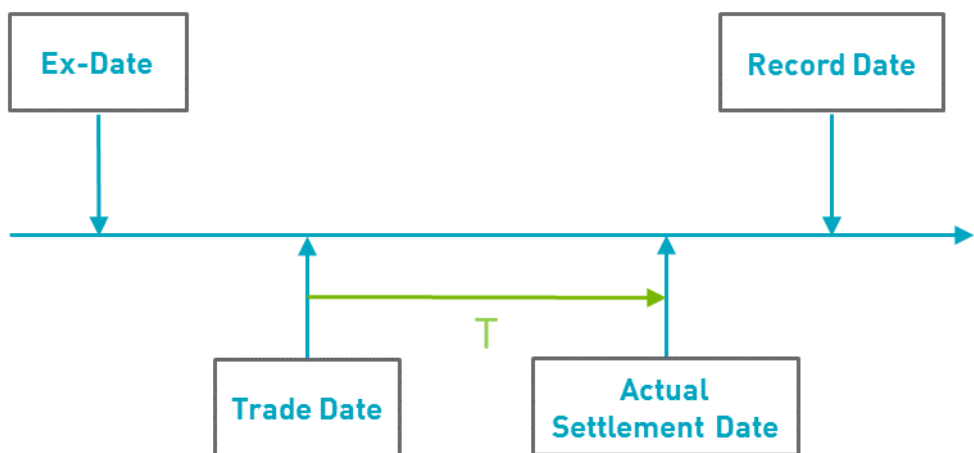 Ex-Date
Record Date
T
Trade Date
Actual
Settlement Date